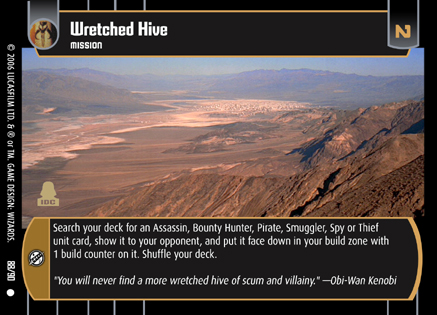 Wretched Hive
MISSION
N
© 2006 LUCASFILM LTD. & ® or TM. GAME DESIGN: WIZARDS.
88/90 ●
IDC
Search your deck for an Assassin, Bounty Hunter, Pirate, Smuggler, Spy or Thief
unit card, show it to your opponent, and put it face down in your build zone with
1 build counter on it. Shuffle your deck.
"You will never find a more wretched hive of scum and villainy." —Obi-Wan Kenobi